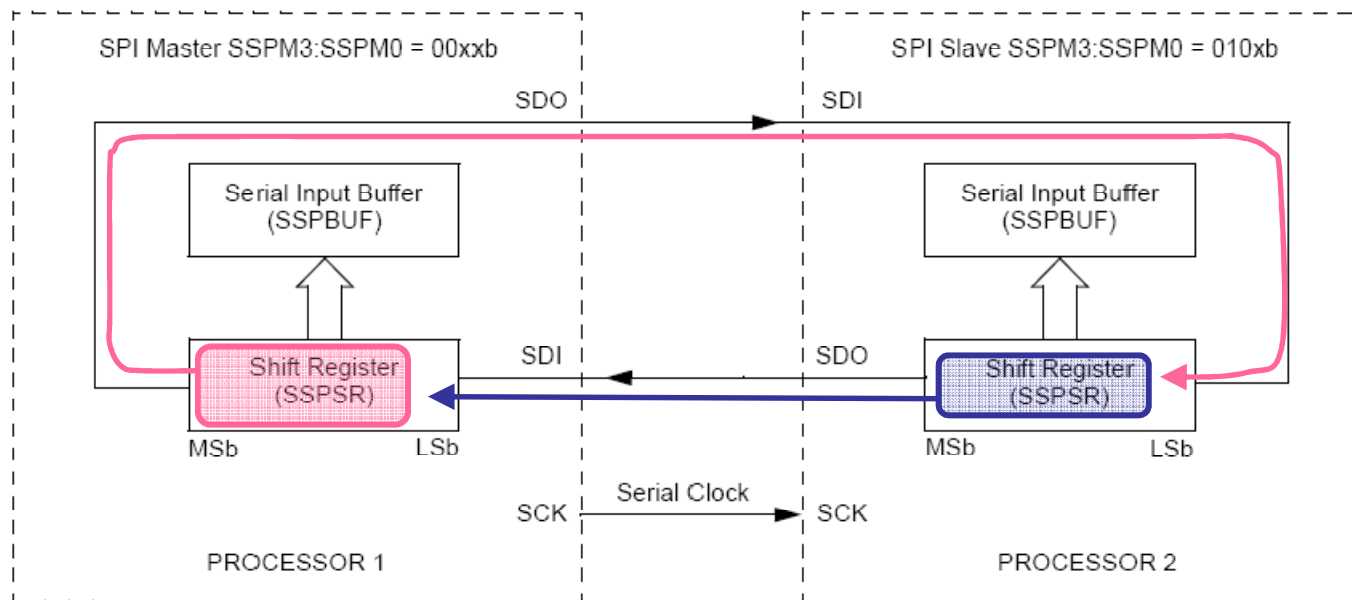 SPI Master SSPM3:SSPM0 = 00xxb
SPI Slave SSPM3:SSPM0 = 010xb
SDO
SDI
Serial Input Buffer
(SSPBUF)
Serial Input Buffer
(SSPBUF)
Shift Register
(SSPSR)
MSb
LSb
SDI
SDO
Shift Register
(SSPSR)
MSb
LSb
SCK
Serial Clock
SCK
PROCESSOR 1
PROCESSOR 2